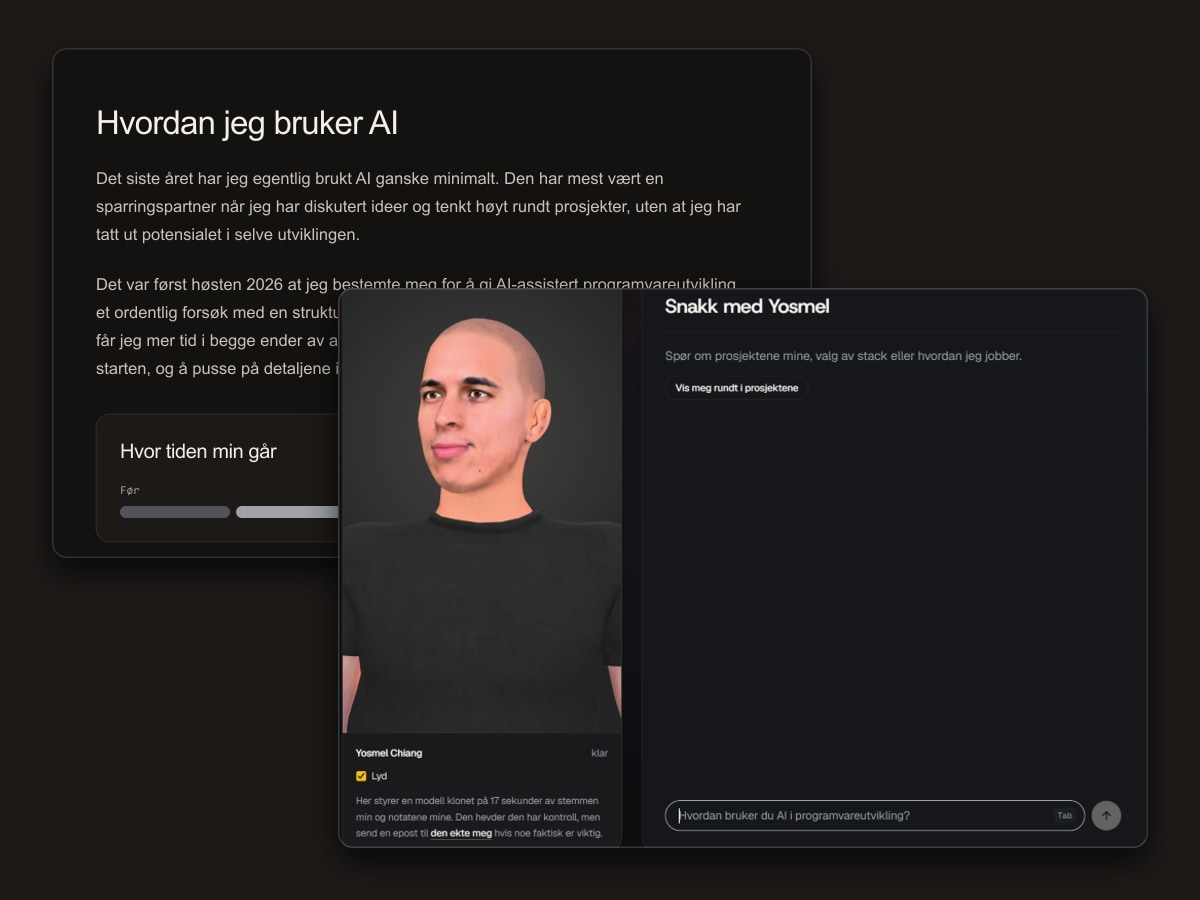 Hvordan jeg bruker AI
Det siste året har jeg egentlig brukt AI ganske minimalt. Den har mest vært en
sparringspartner når jeg har diskutert ideer og tenkt høyt rundt prosjekter, uten at jeg har
tatt ut potensialet i selve utviklingen.
Det var først høsten 2026 at jeg bestemte meg for å gi AI-assistert programvareutvikling
et ordentlig forsøk med en struktu
får jeg mer tid i begge ender av a
starten, og å pusse på detaljene i
Hvor tiden min går
Før
Yosmel Chiang
klar
Lyd
Her styrer en modell klonet på 17 sekunder av stemmen
min og notatene mine. Den hevder den har kontroll, men
send en epost til den ekte meg hvis noe faktisk er viktig.
Snakk med Yosmel
Spør om prosjektene mine, valg av stack eller hvordan jeg jobber.
Vis meg rundt i prosjektene
Hvordan bruker du AI i programvareutvikling?
Tab